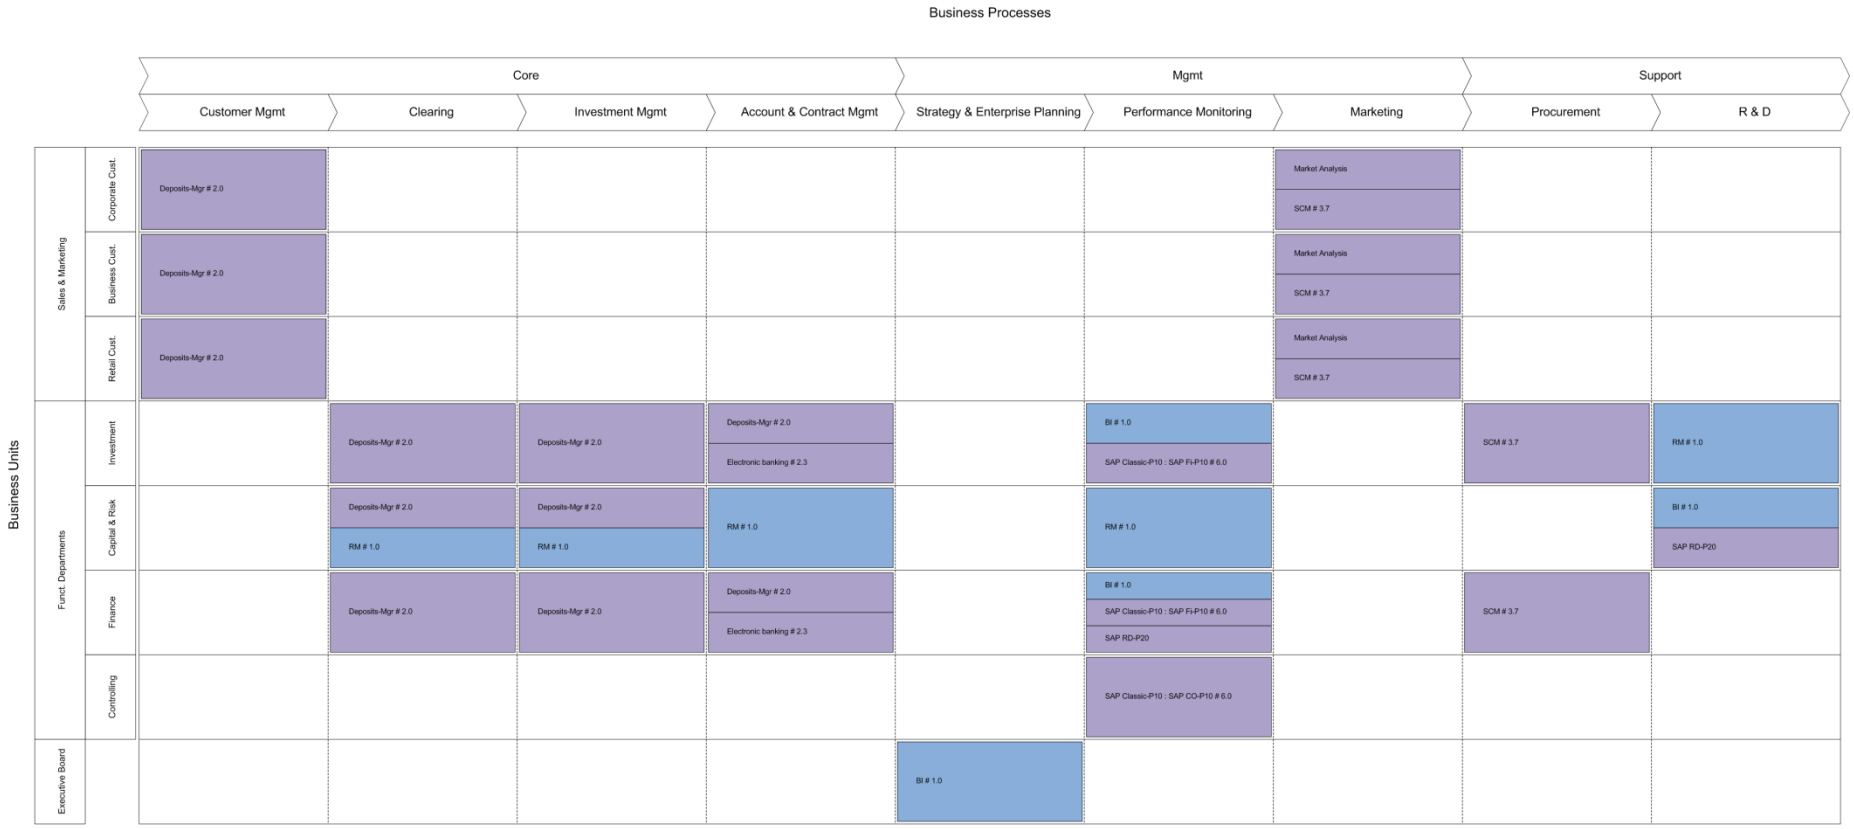 Business Processes
Core
Mgmt
Support
Customer Mgmt
Clearing
Investment Mgmt
Account & Contract Mgmt
Strategy & Enterprise Planning
Performance Monitoring
Marketing
Procurement
R & D
Business Units
Sales & Marketing
Corporate Cust.
Deposits-Mgr # 2.0
Market Analysis
SCM # 3.7
Business Cust.
Deposits-Mgr # 2.0
Market Analysis
SCM # 3.7
Retail Cust.
Deposits-Mgr # 2.0
Market Analysis
SCM # 3.7
Funct. Departments
Investment
Deposits-Mgr # 2.0
Deposits-Mgr # 2.0
Deposits-Mgr # 2.0
Electronic banking # 2.3
BI # 1.0
SAP Classic-P10 : SAP Fi-P10 # 6.0
SCM # 3.7
RM # 1.0
Capital & Risk
Deposits-Mgr # 2.0
RM # 1.0
Deposits-Mgr # 2.0
RM # 1.0
RM # 1.0
RM # 1.0
BI # 1.0
SAP RD-P20
Finance
Deposits-Mgr # 2.0
Deposits-Mgr # 2.0
Deposits-Mgr # 2.0
Electronic banking # 2.3
BI # 1.0
SAP Classic-P10 : SAP Fi-P10 # 6.0
SAP RD-P20
SCM # 3.7
Controlling
SAP Classic-P10 : SAP CO-P10 # 6.0
Executive Board
BI # 1.0